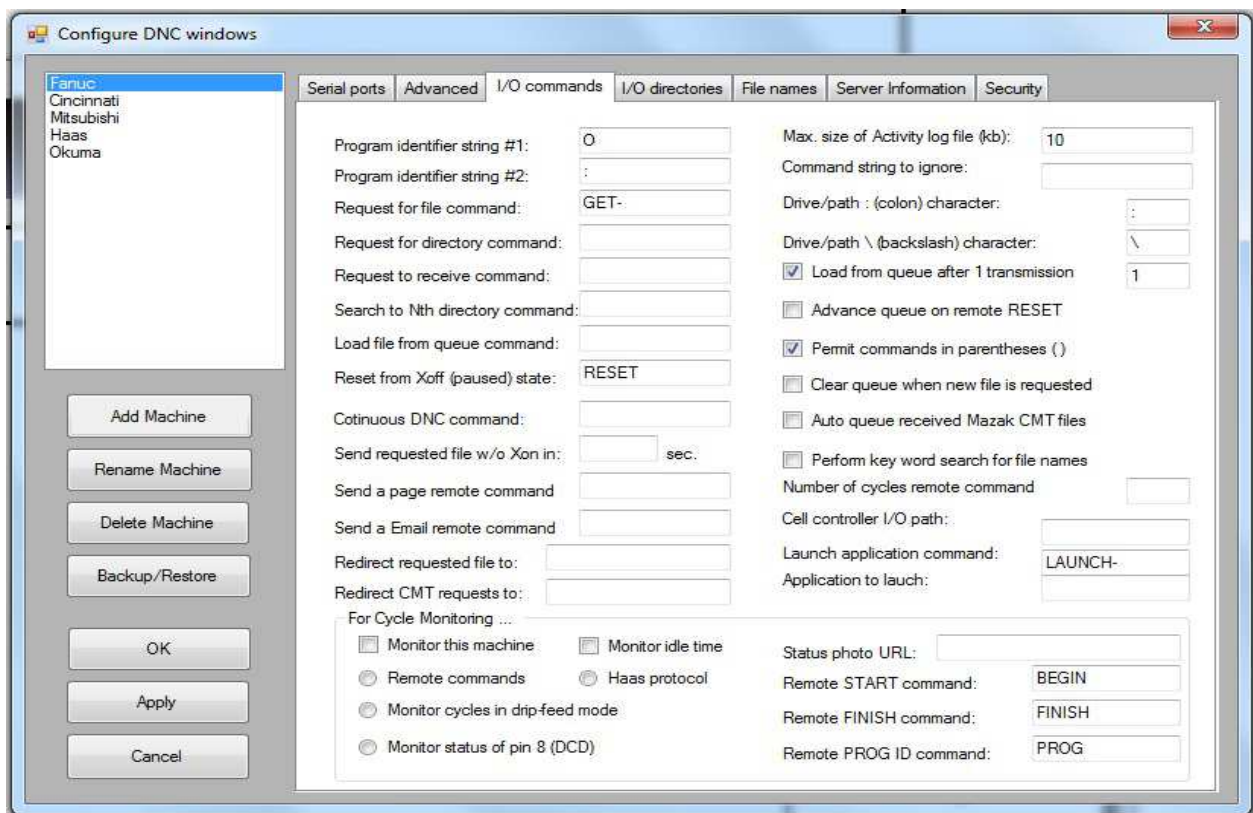 Configure DNC windows
Fanuc
Cincinnati
Mitsubishi
Haas
Okuma
Add Machine
Rename Machine
Delete Machine
Backup/Restore
OK
Apply
Cancel
Serial ports Advanced I/O commands I/O directories File names Server Information Security
Program identifier string #1: O
Program identifier string #2: :
Request for file command: GET-
Request for directory command:
Request to receive command:
Search to Nth directory command:
Load file from queue command:
Reset from Xoff (paused) state: RESET
Cotinuous DNC command:
Send requested file w/o Xon in: sec.
Send a page remote command
Send a Email remote command
Redirect requested file to:
Redirect CMT requests to:
Max. size of Activity log file (kb): 10
Command string to ignore:
Drive/path : (colon) character: :
Drive/path \ (backslash) character: \
Load from queue after 1 transmission 1
Advance queue on remote RESET
Permit commands in parentheses ( )
Clear queue when new file is requested
Auto queue received Mazak CMT files
Perform key word search for file names
Number of cycles remote command
Cell controller I/O path:
Launch application command: LAUNCH-
Application to lauch:
For Cycle Monitoring ...
Monitor this machine Monitor idle time
Remote commands Haas protocol
Monitor cycles in drip-feed mode
Monitor status of pin 8 (DCD)
Status photo URL:
Remote START command: BEGIN
Remote FINISH command: FINISH
Remote PROG ID command: PROG